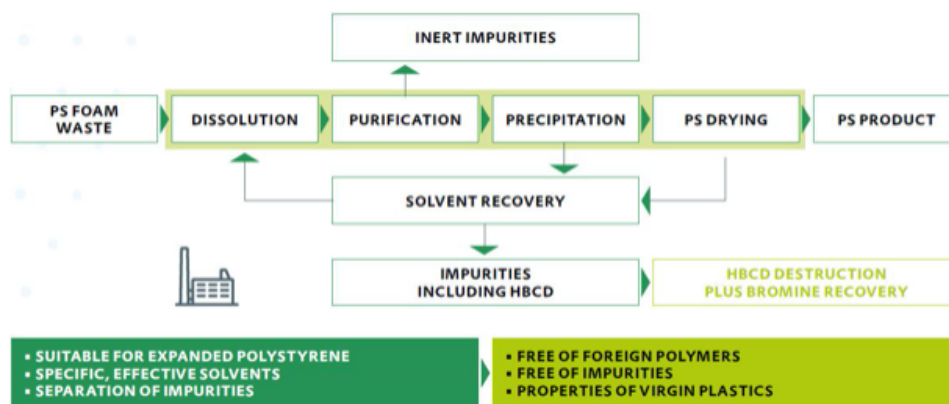 INERT IMPURITIES
PS FOAM
WASTE
DISSOLUTION
PURIFICATION
PRECIPITATION
PS DRYING
PS PRODUCT
SOLVENT RECOVERY
IMPURITIES
INCLUDING HBCD
HBCD DESTRUCTION
PLUS BROMINE RECOVERY
▪ SUITABLE FOR EXPANDED POLYSTYRENE
▪ SPECIFIC, EFFECTIVE SOLVENTS
▪ SEPARATION OF IMPURITIES
▪ FREE OF FOREIGN POLYMERS
▪ FREE OF IMPURITIES
▪ PROPERTIES OF VIRGIN PLASTICS